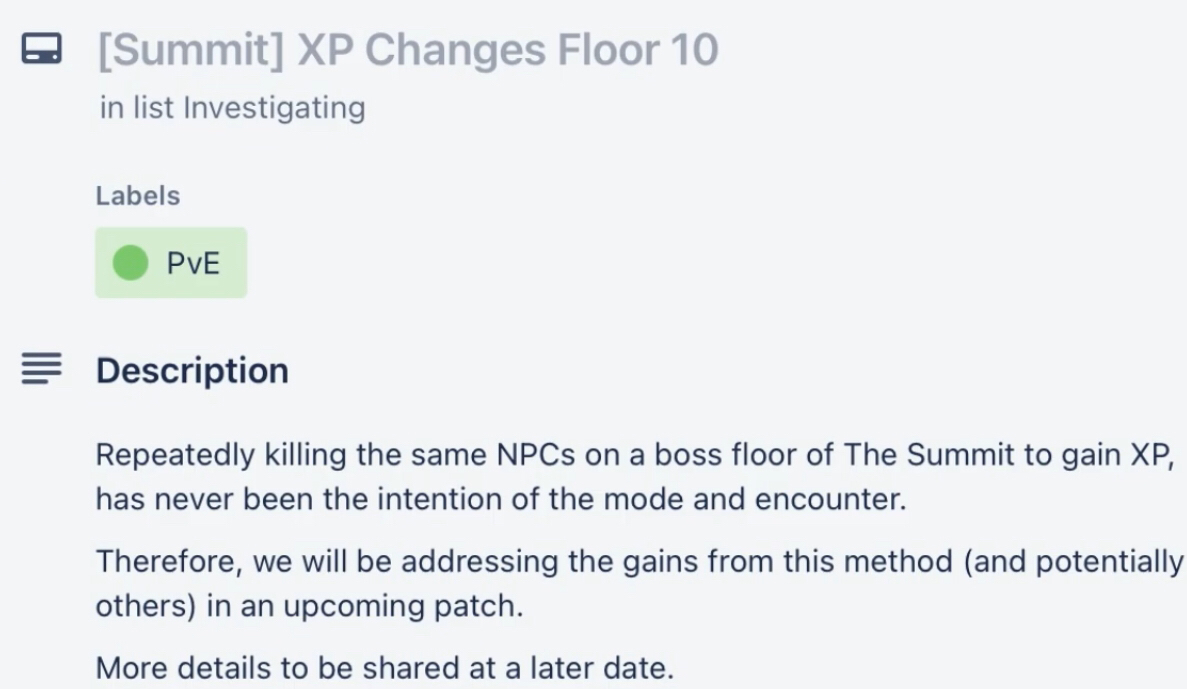 [Summit] XP Changes Floor 10
in list Investigating
Labels
PvE
Description
Repeatedly killing the same NPCs on a boss floor of The Summit to gain XP,
has never been the intention of the mode and encounter.
Therefore, we will be addressing the gains from this method (and potentially
others) in an upcoming patch.
More details to be shared at a later date.